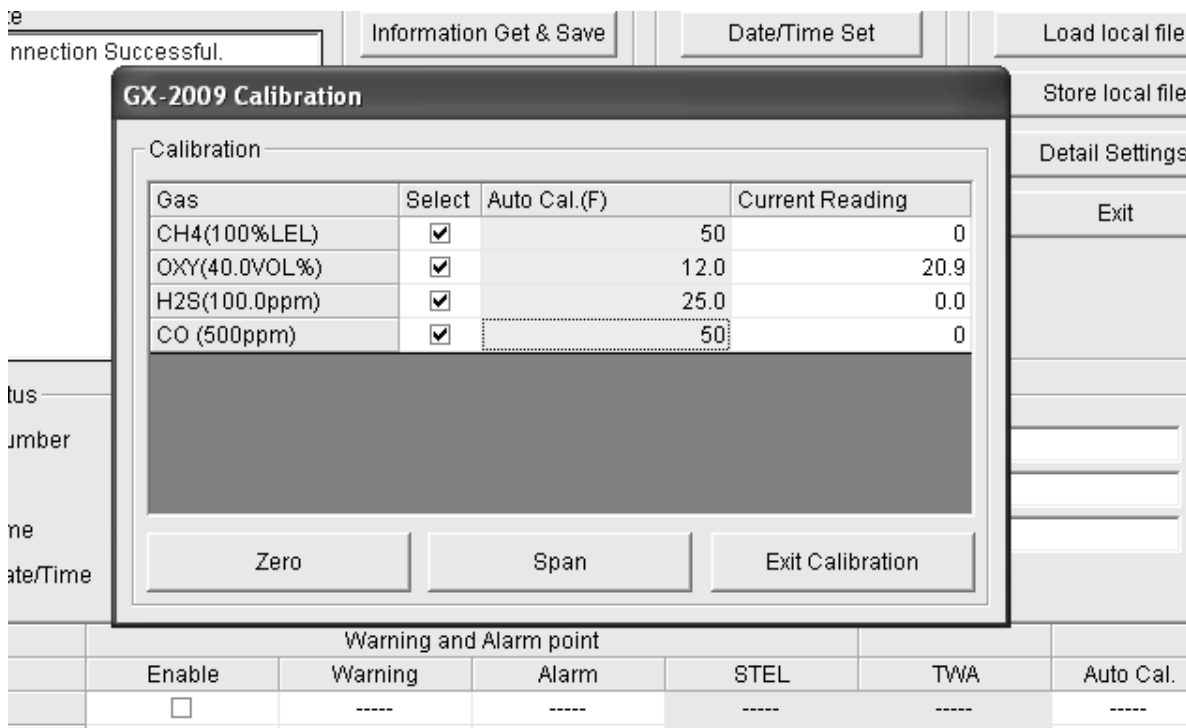 Information Get & Save
Date/Time Set
Load local file
nnection Successful.
GX-2009 Calibration
Store local file
Calibration
Detail Settings
Gas Select Auto Cal.(F) Current Reading
Exit
CH4(100%LEL) 50 0
OXY(40.0VOL%) 12.0 20.9
H2S(100.0ppm) 25.0 0.0
CO (500ppm) 50 0
tus
umber
me
ate/Time
Zero
Span
Exit Calibration
Warning and Alarm point
Enable Warning Alarm STEL TWA Auto Cal.
----- ----- ----- ----- -----